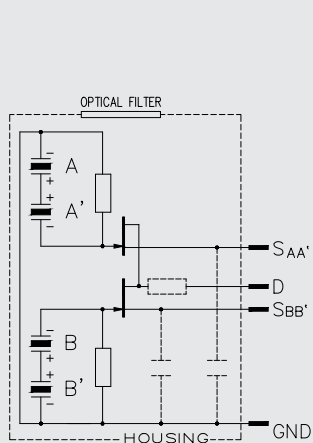 OPTICAL FILTER
−
A
+
+
A'
−
SAA'
D
SBB'
−
B
+
+
B'
−
GND
HOUSING